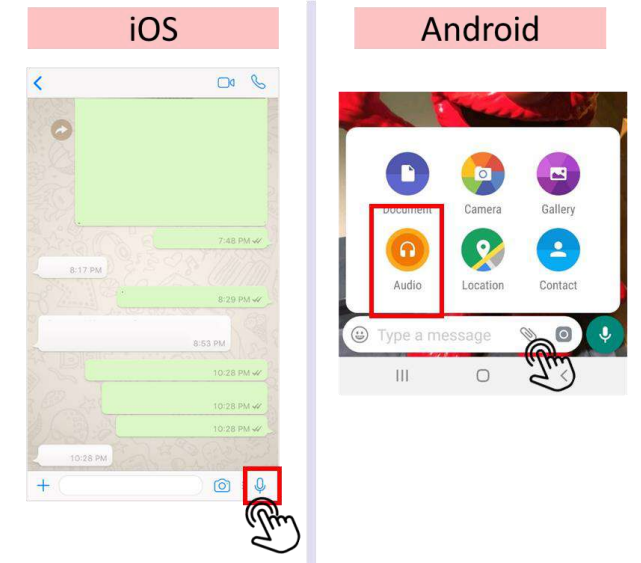 iOS
Android
7:48 PM
8:17 PM
8:29 PM
8:53 PM
10:28 PM
10:28 PM
10:28 PM
10:28 PM
Document
Camera
Gallery
Audio
Location
Contact
Type a message